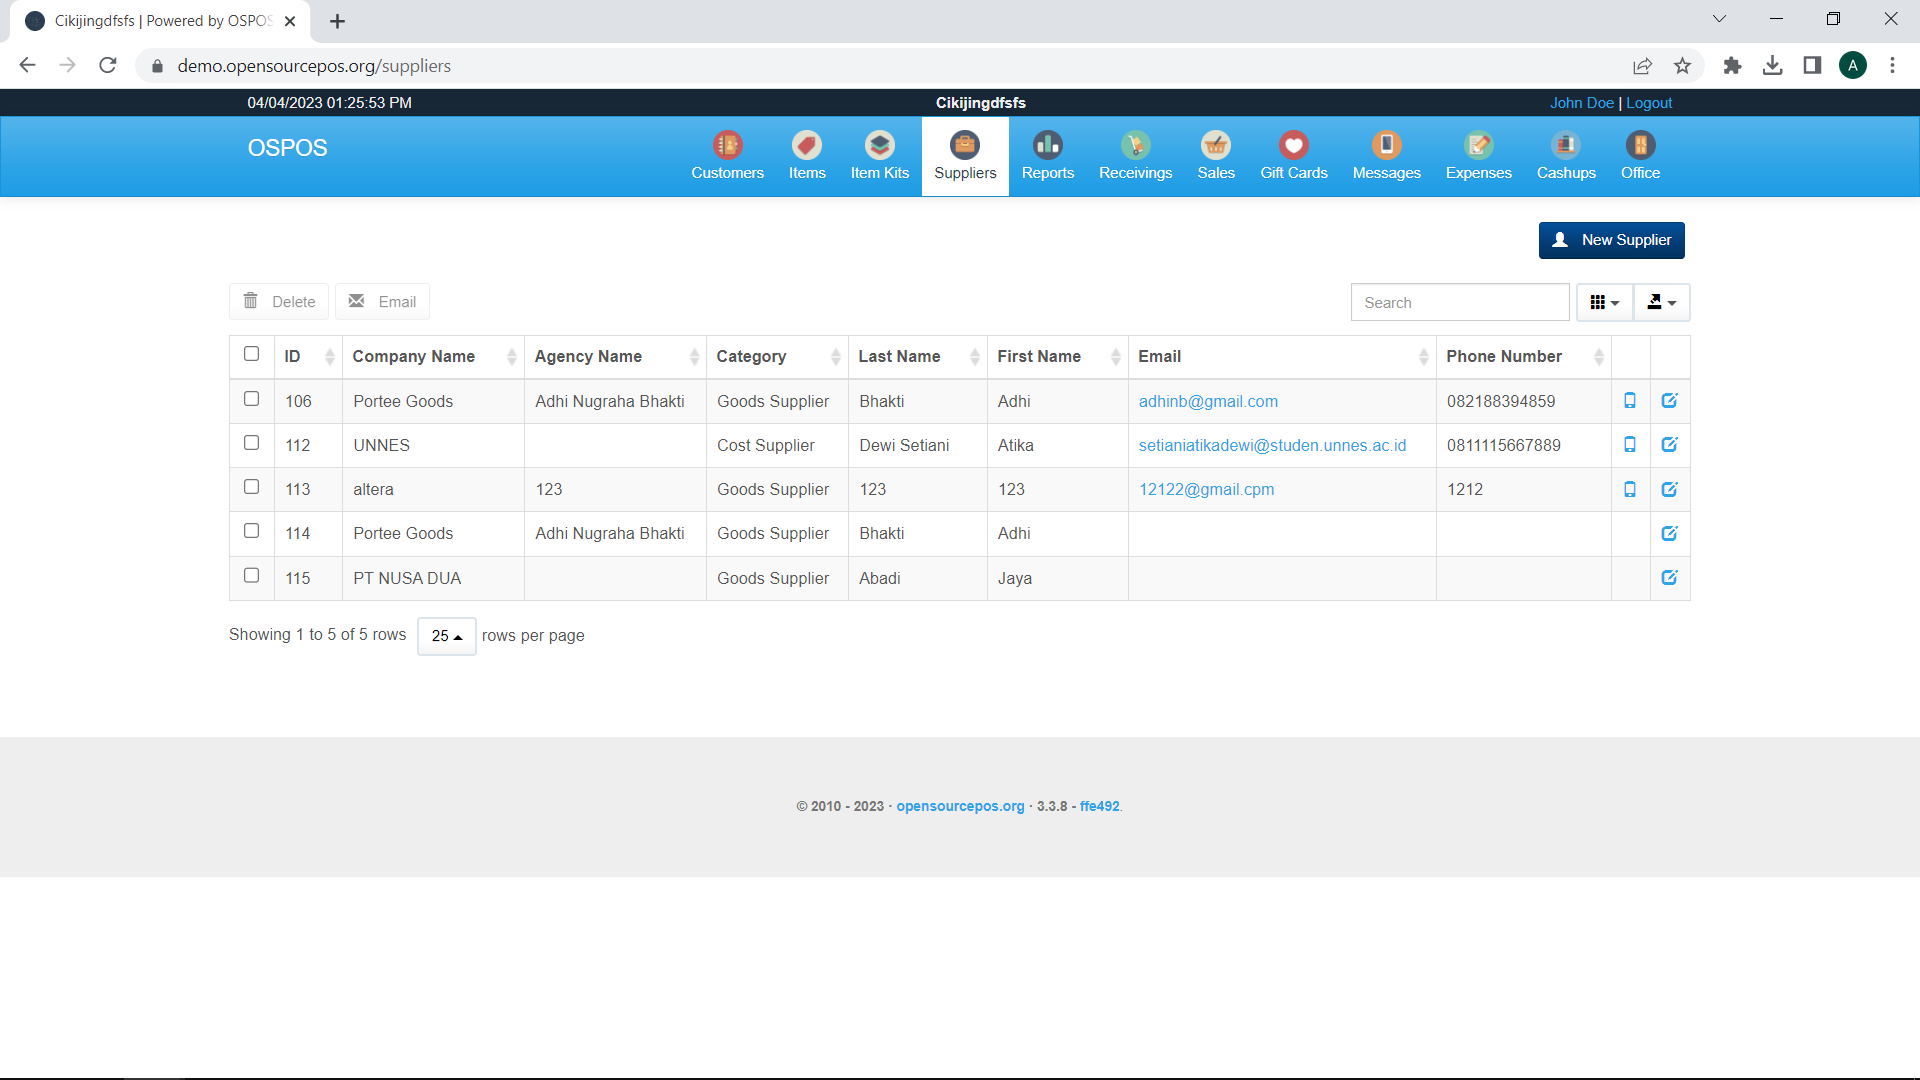 Cikijingdfsfs | Powered by OSPOS
demo.opensourcepos.org/suppliers
A
04/04/2023 01:25:53 PM
Cikijingdfsfs
John Doe | Logout
OSPOS
Customers Items Item Kits Suppliers Reports Receivings Sales Gift Cards Messages Expenses Cashups Office
New Supplier
Delete Email Search
ID Company Name Agency Name Category Last Name First Name Email Phone Number
106 Portee Goods Adhi Nugraha Bhakti Goods Supplier Bhakti Adhi adhinb@gmail.com 082188394859
112 UNNES Cost Supplier Dewi Setiani Atika setianiatikadewi@studen.unnes.ac.id 0811115667889
113 altera 123 Goods Supplier 123 123 12122@gmail.cpm 1212
114 Portee Goods Adhi Nugraha Bhakti Goods Supplier Bhakti Adhi
115 PT NUSA DUA Goods Supplier Abadi Jaya
Showing 1 to 5 of 5 rows 25 rows per page
© 2010 - 2023 · opensourcepos.org · 3.3.8 - ffe492.